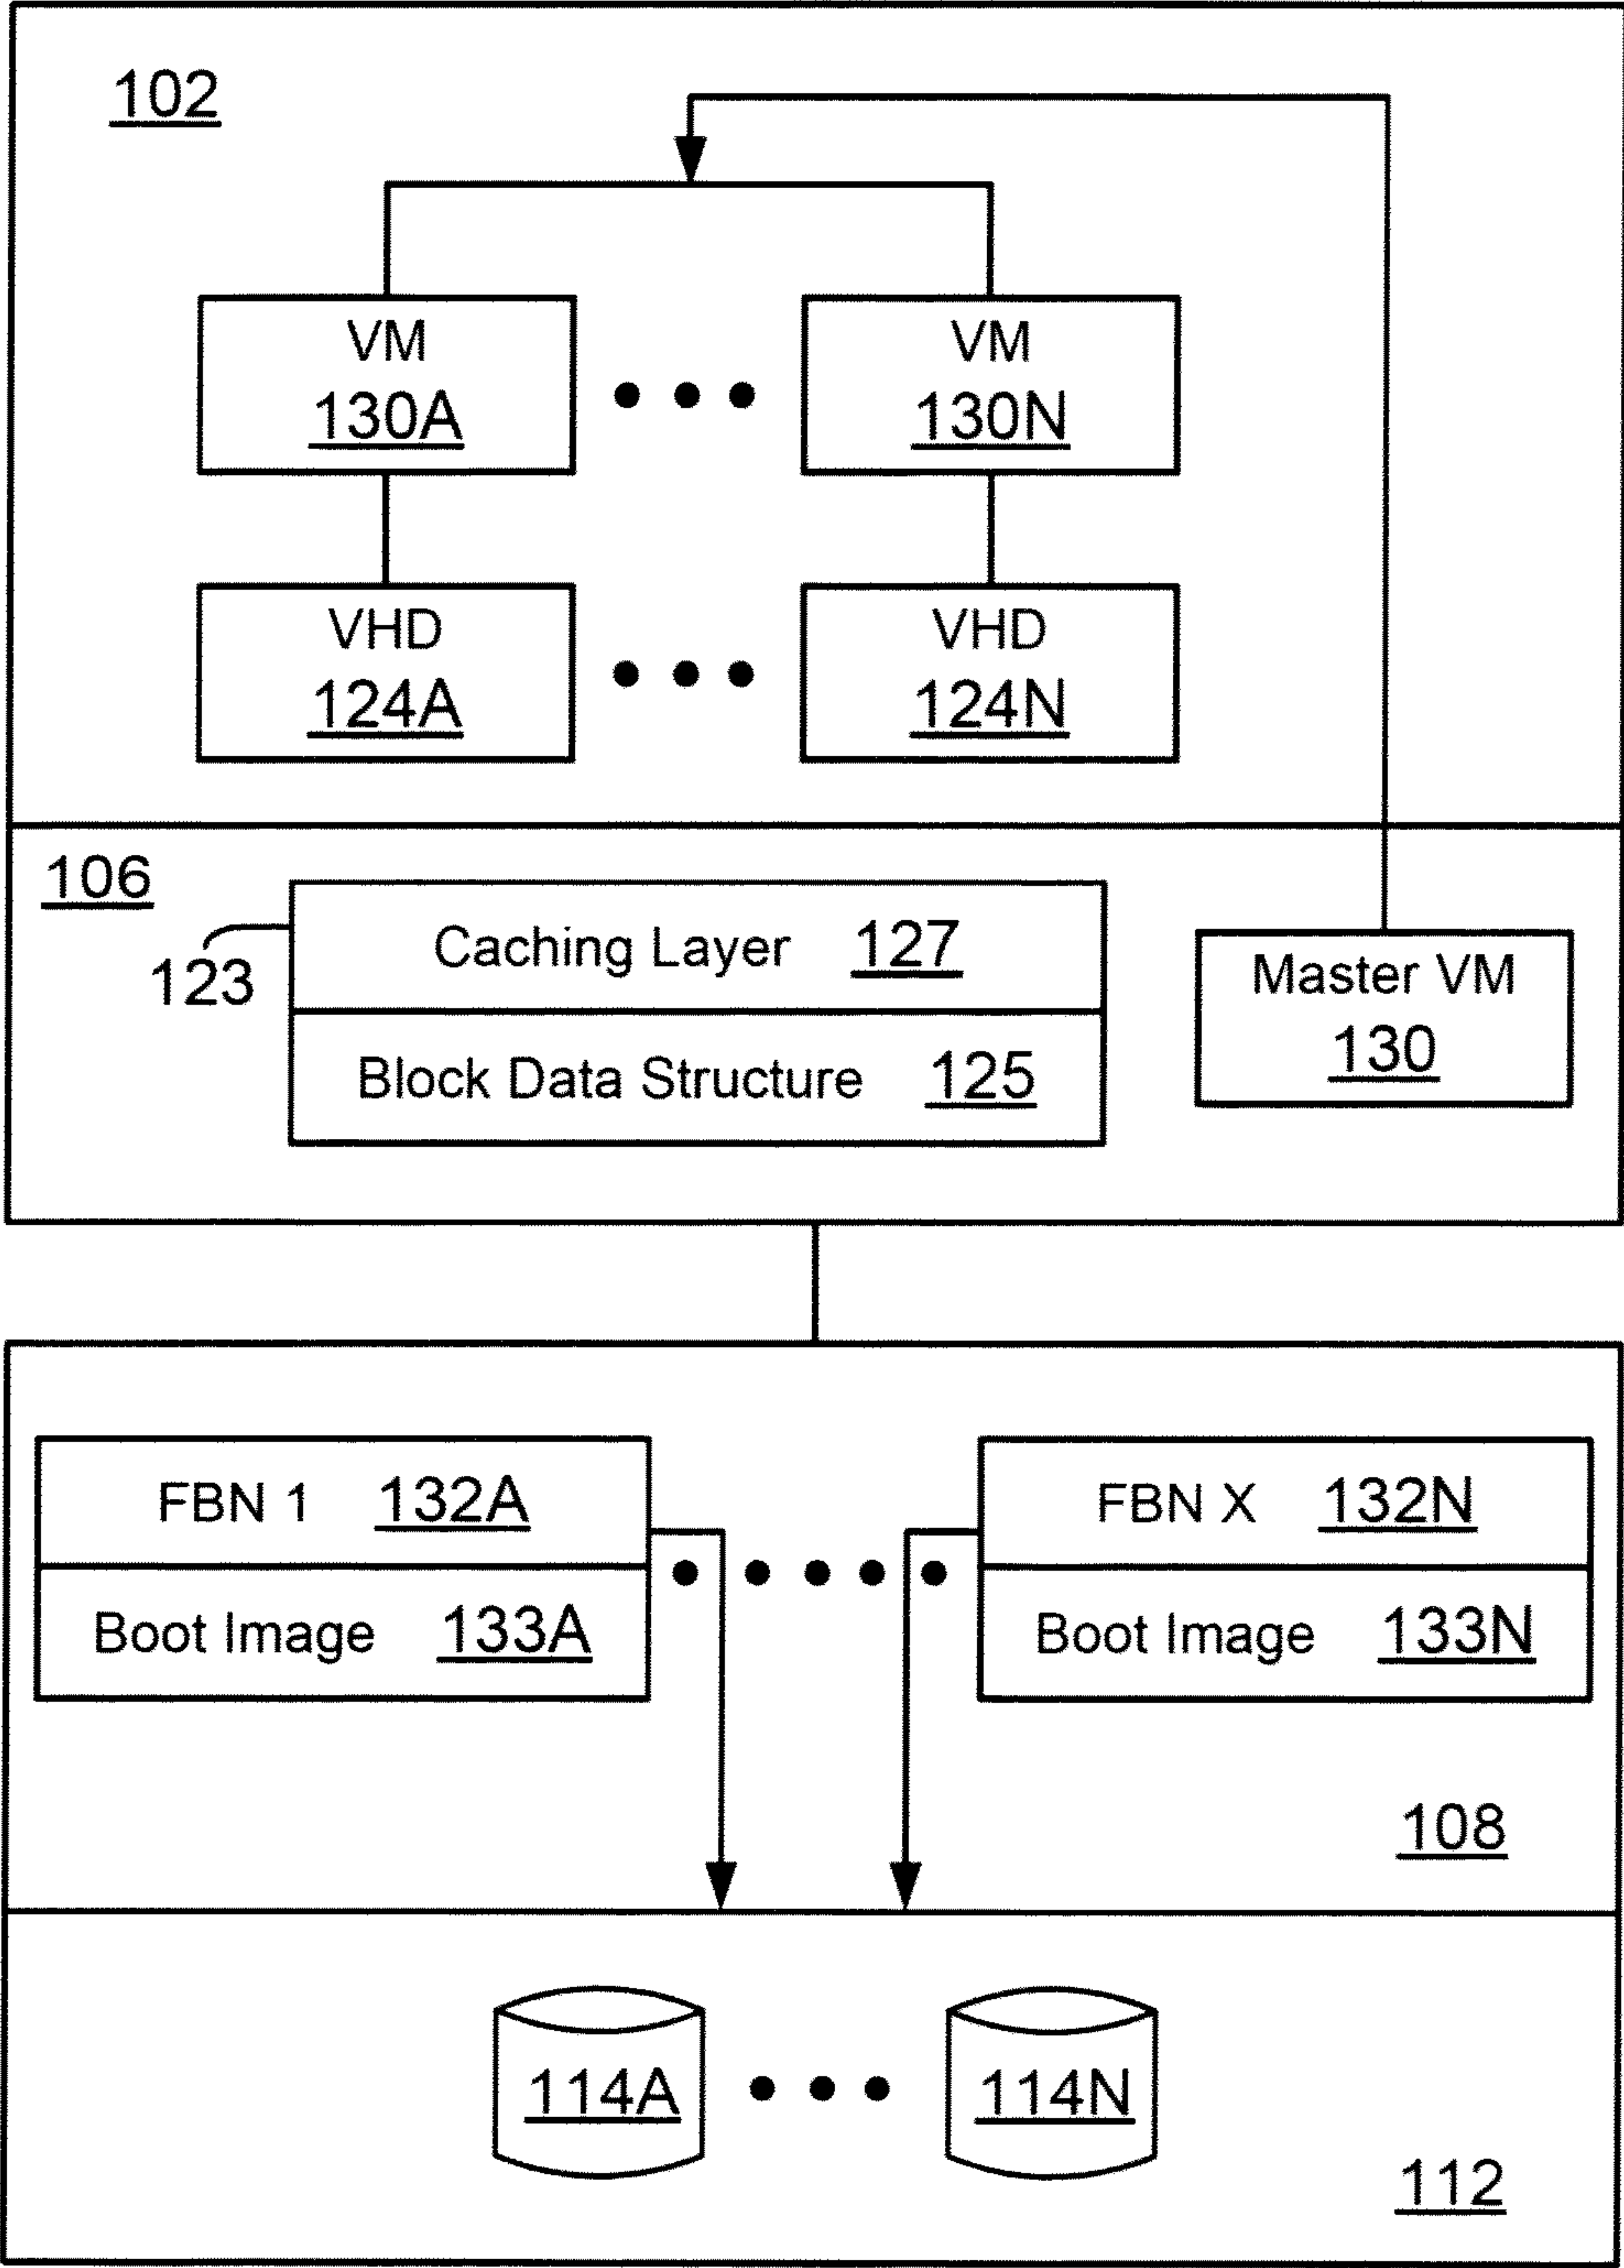 102
VM
130A
VM
130N
VHD
124A
VHD
124N
106
123
Caching Layer 127
Block Data Structure 125
Master VM
130
FBN 1 132A
Boot Image 133A
FBN X 132N
Boot Image 133N
108
114A
114N
112